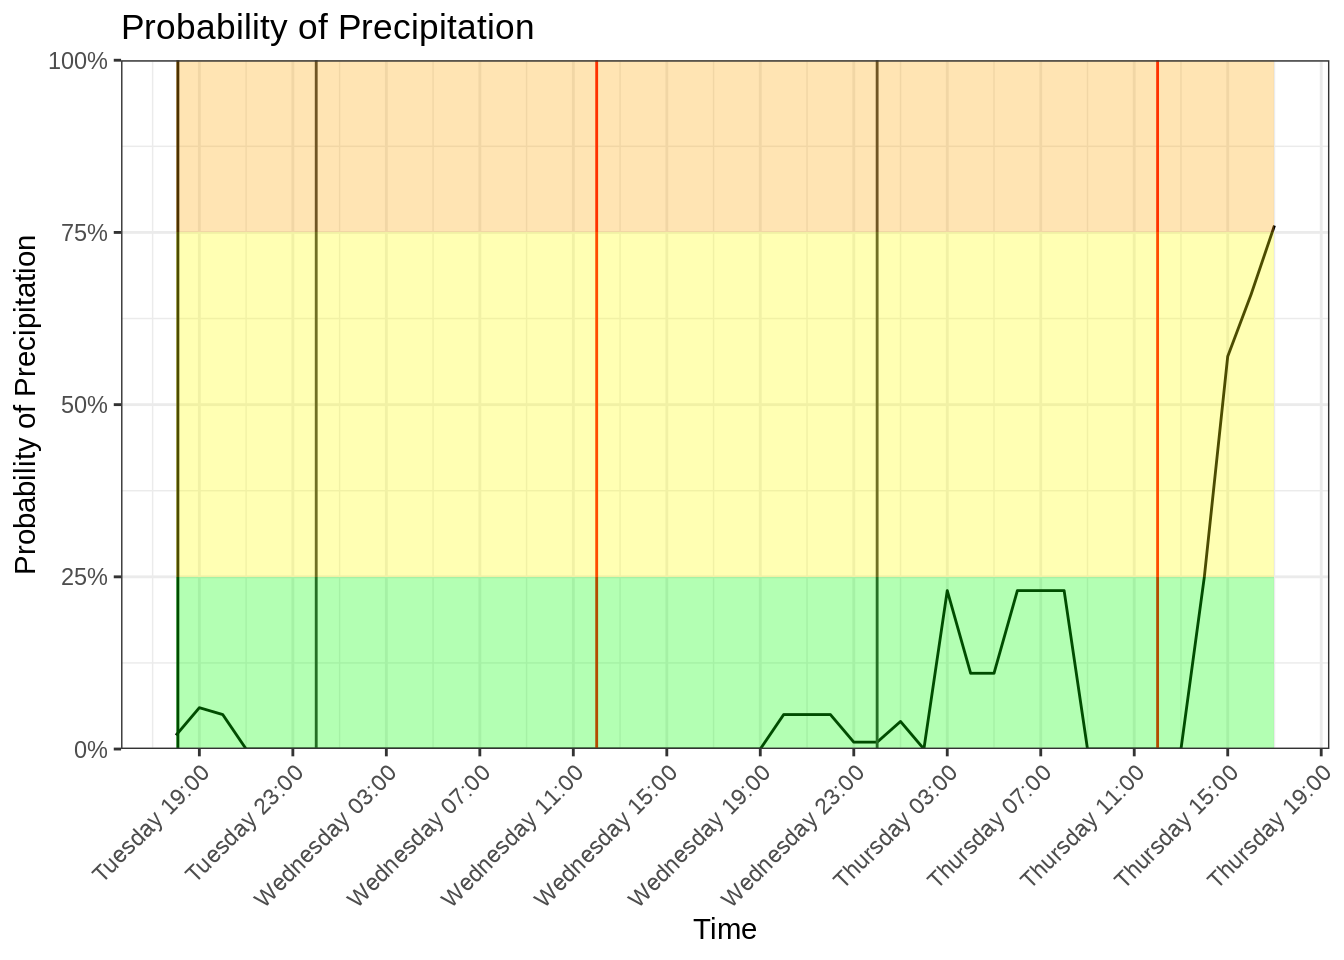 Probability of Precipitation
Probability of Precipitation
100%
75%
50%
25%
0%
Tuesday 19:00
Tuesday 23:00
Wednesday 03:00
Wednesday 07:00
Wednesday 11:00
Wednesday 15:00
Wednesday 19:00
Wednesday 23:00
Thursday 03:00
Thursday 07:00
Thursday 11:00
Thursday 15:00
Thursday 19:00
Time